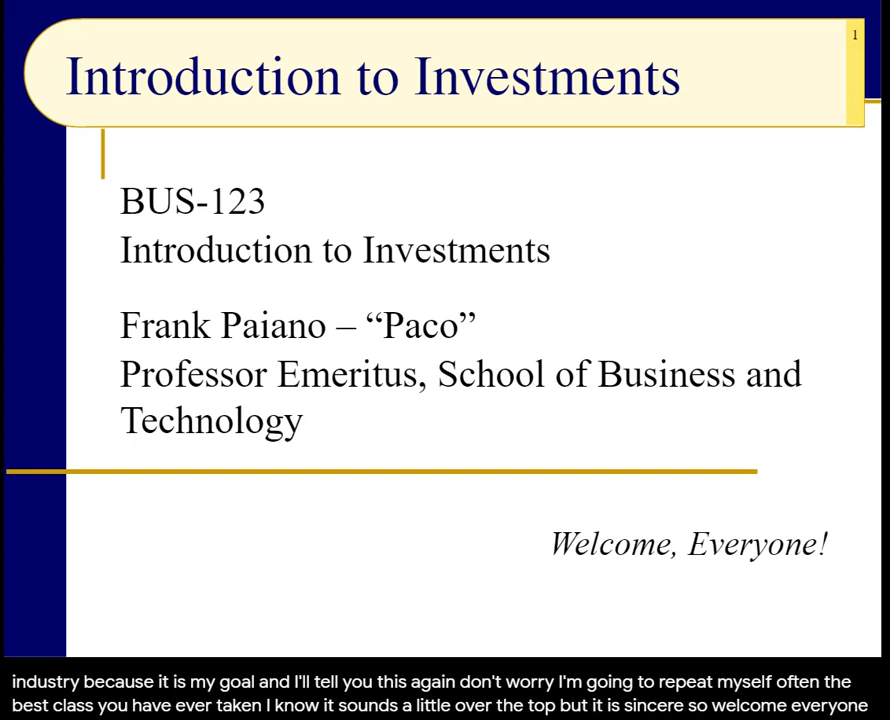 1
Introduction to Investments
BUS-123
Introduction to Investments
Frank Paiano – “Paco”
Professor Emeritus, School of Business and
Technology
Welcome, Everyone!
industry because it is my goal and I'll tell you this again don't worry I'm going to repeat myself often the
best class you have ever taken I know it sounds a little over the top but it is sincere so welcome everyone